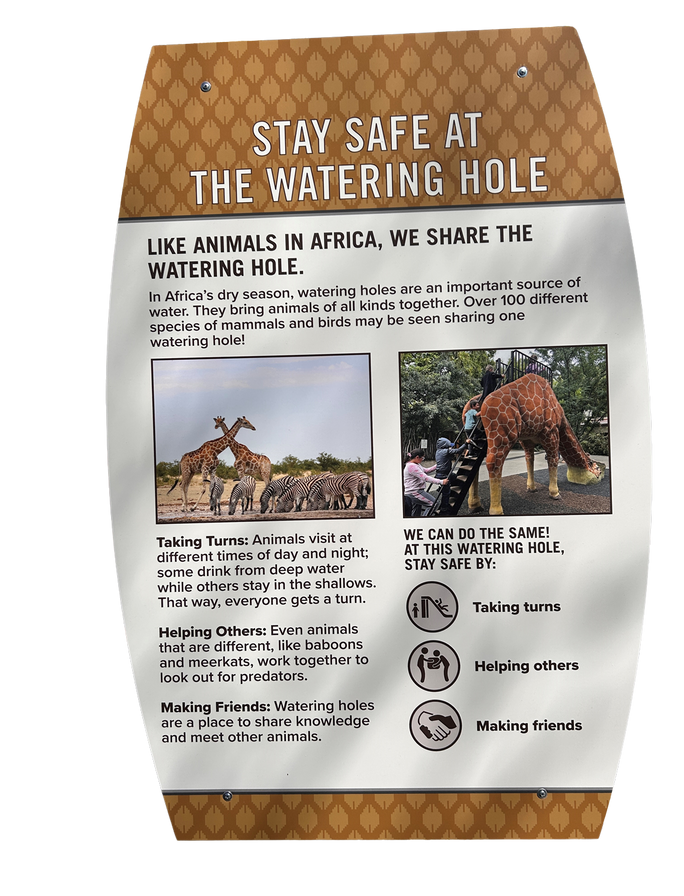 STAY SAFE AT
THE WATERING HOLE
LIKE ANIMALS IN AFRICA, WE SHARE THE
WATERING HOLE.
In Africa's dry season, watering holes are an important source of
water. They bring animals of all kinds together. Over 100 different
species of mammals and birds may be seen sharing one
watering hole!
Taking Turns: Animals visit at
different times of day and night;
some drink from deep water
while others stay in the shallows.
That way, everyone gets a turn.
Helping Others: Even animals
that are different, like baboons
and meerkats, work together to
look out for predators.
Making Friends: Watering holes
are a place to share knowledge
and meet other animals.
WE CAN DO THE SAME!
AT THIS WATERING HOLE,
STAY SAFE BY:
Taking turns
Helping others
Making friends